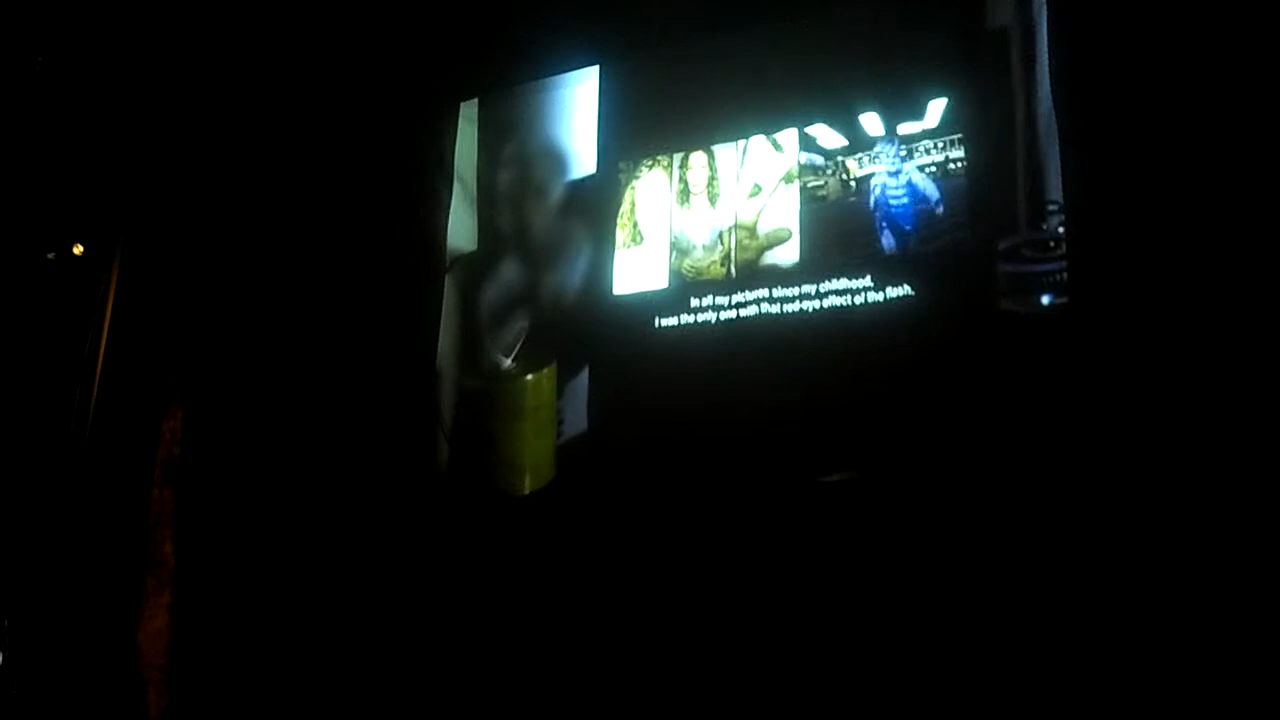 In all my pictures since my childhood,
I was the only one with that red-eye effect of the flash.